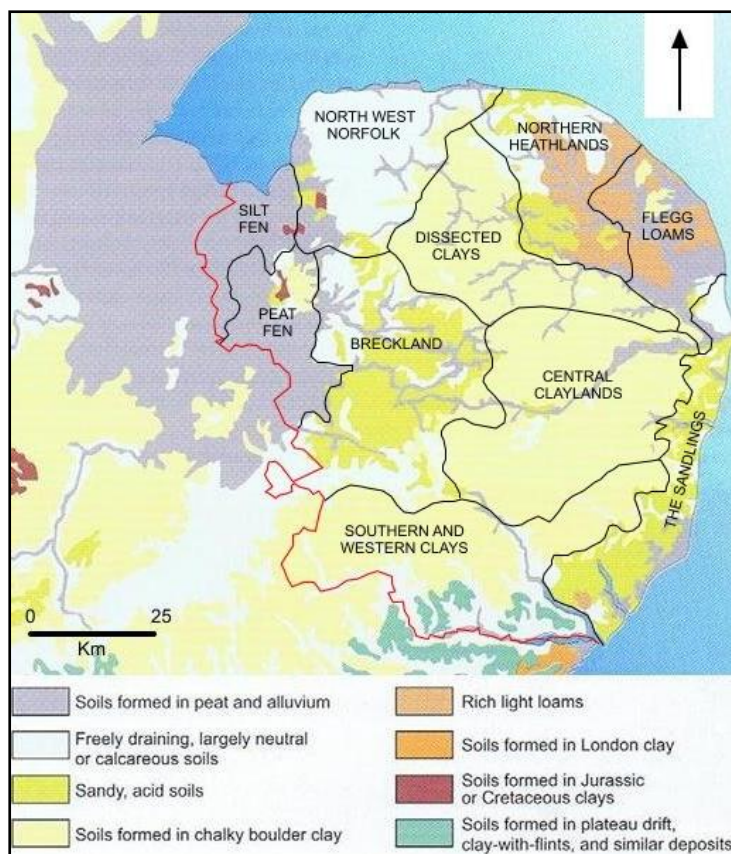 NORTH WEST
NORFOLK
NORTHERN
HEATHLANDS
SILT
FEN
FLEGG
LOAMS
DISSECTED
CLAYS
PEAT
FEN
BRECKLAND
CENTRAL
CLAYLANDS
THE SANDLINGS
SOUTHERN AND
WESTERN CLAYS
0 25
Km
Soils formed in peat and alluvium
Freely draining, largely neutral
or calcareous soils
Sandy, acid soils
Soils formed in chalky boulder clay
Rich light loams
Soils formed in London clay
Soils formed in Jurassic
or Cretaceous clays
Soils formed in plateau drift,
clay-with-flints, and similar deposits